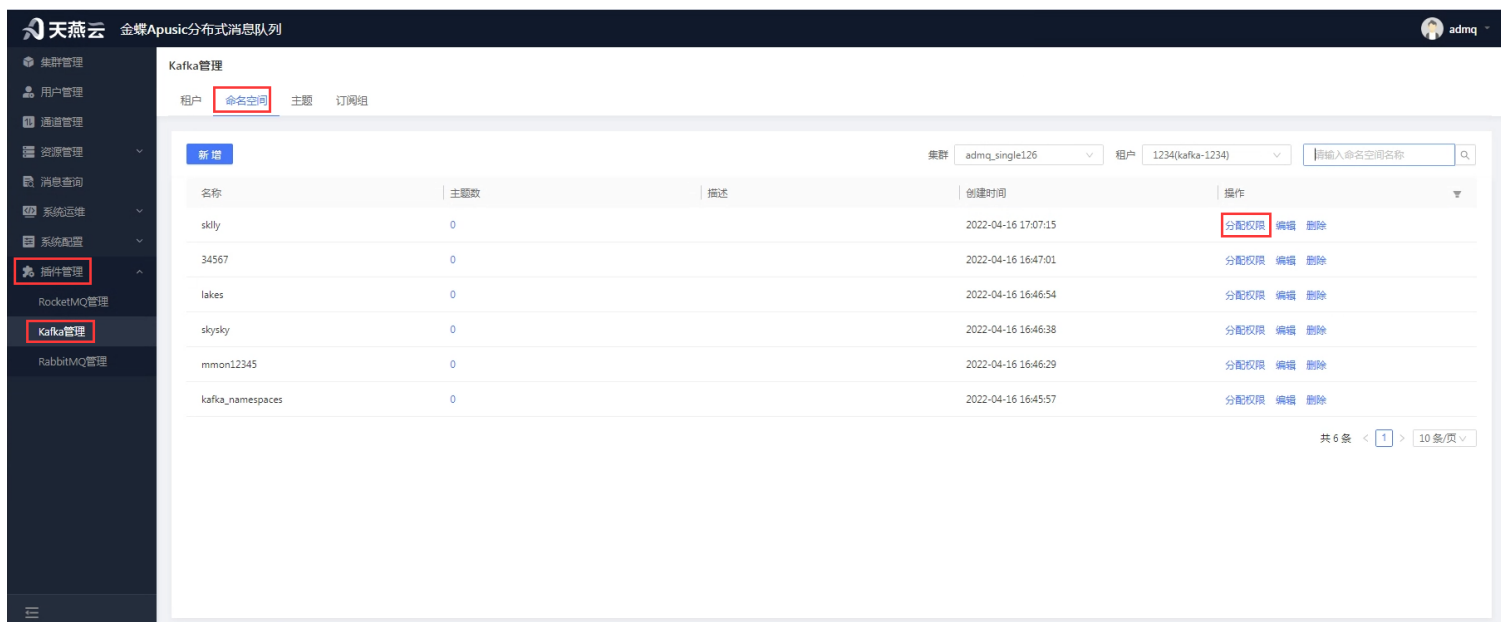 天燕云 金蝶Apusic分布式消息队列 admq
集群管理
用户管理
通道管理
资源管理
消息查询
系统运维
系统配置
插件管理
RocketMQ管理
Kafka管理
RabbitMQ管理
Kafka管理
租户 命名空间 主题 订阅组
新增 集群 admq_single126 租户 1234(kafka-1234) 请输入命名空间名称
名称 主题数 描述 创建时间 操作
sklly 0 2022-04-16 17:07:15 分配权限 编辑 删除
34567 0 2022-04-16 16:47:01 分配权限 编辑 删除
lakes 0 2022-04-16 16:46:54 分配权限 编辑 删除
skysky 0 2022-04-16 16:46:38 分配权限 编辑 删除
mmon12345 0 2022-04-16 16:46:29 分配权限 编辑 删除
kafka_namespaces 0 2022-04-16 16:45:57 分配权限 编辑 删除
共 6 条 < 1 > 10 条/页